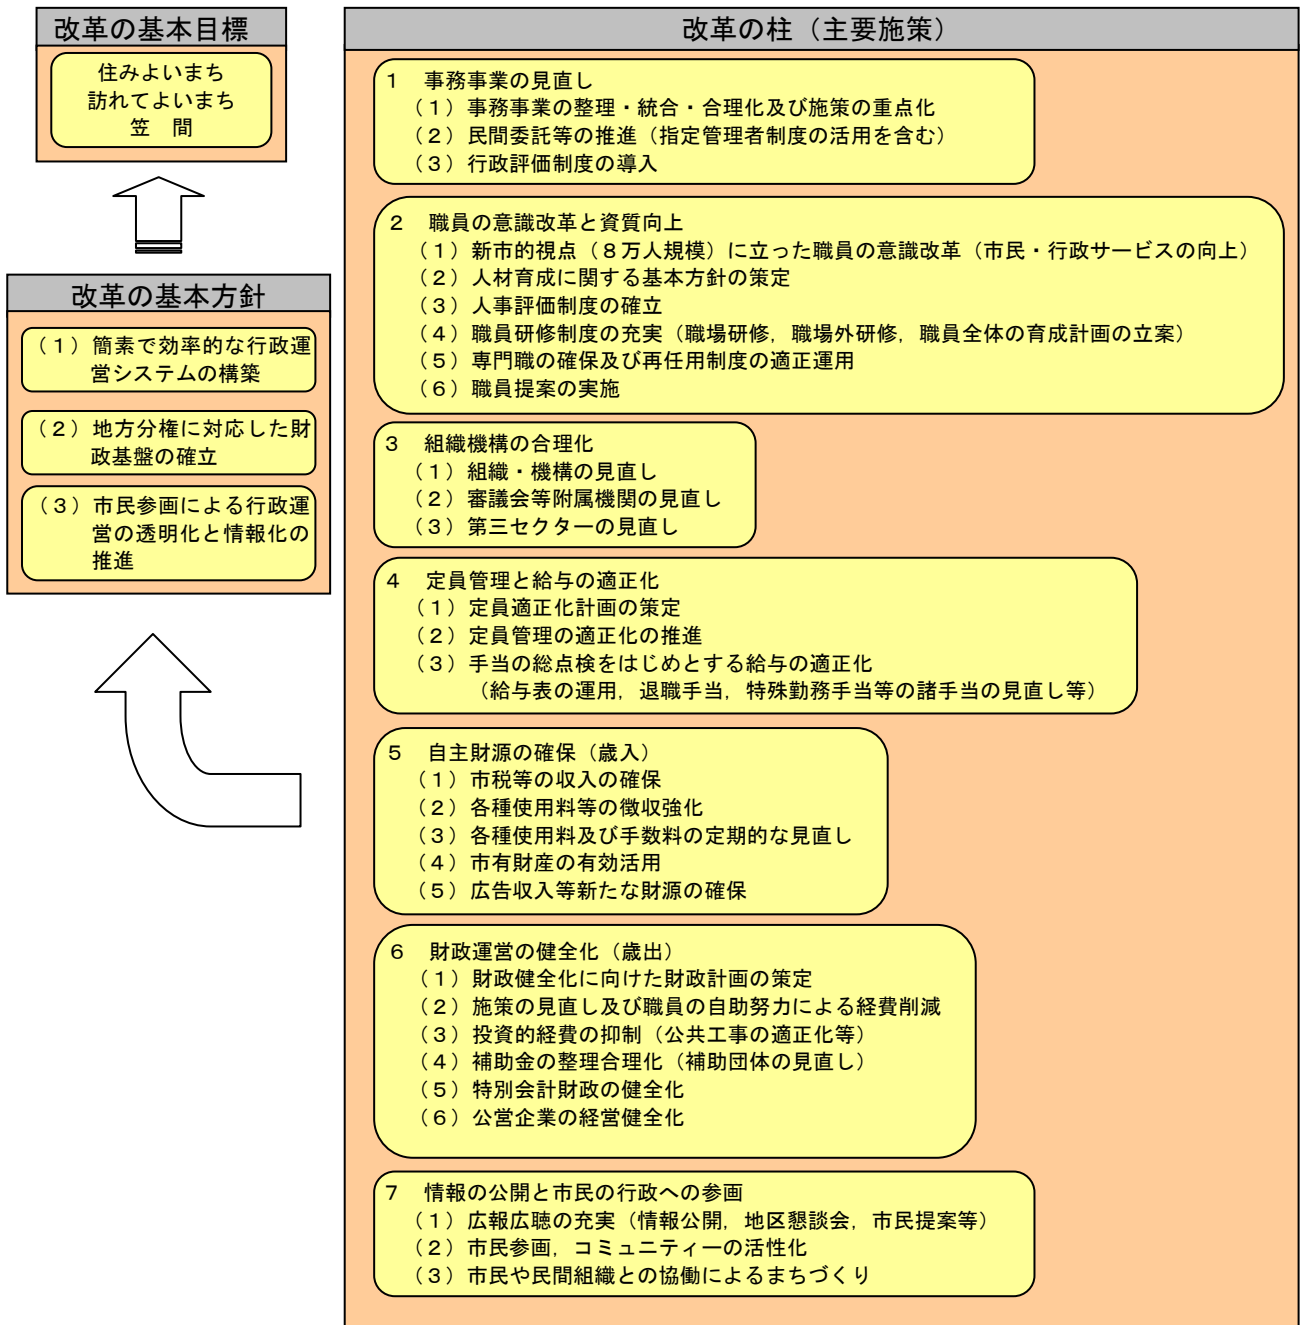 改革の基本目標
住みよいまち
訪れてよいまち
笠　間
改革の基本方針
（１）簡素で効率的な行政運
営システムの構築
（２）地方分権に対応した財
政基盤の確立
（３）市民参画による行政運
営の透明化と情報化の
推進
改革の柱（主要施策）
１　事務事業の見直し
（１）事務事業の整理・統合・合理化及び施策の重点化
（２）民間委託等の推進（指定管理者制度の活用を含む）
（３）行政評価制度の導入
２　職員の意識改革と資質向上
（１）新市的視点（８万人規模）に立った職員の意識改革（市民・行政サービスの向上）
（２）人材育成に関する基本方針の策定
（３）人事評価制度の確立
（４）職員研修制度の充実（職場研修，職場外研修，職員全体の育成計画の立案）
（５）専門職の確保及び再任用制度の適正運用
（６）職員提案の実施
３　組織機構の合理化
（１）組織・機構の見直し
（２）審議会等附属機関の見直し
（３）第三セクターの見直し
４　定員管理と給与の適正化
（１）定員適正化計画の策定
（２）定員管理の適正化の推進
（３）手当の総点検をはじめとする給与の適正化
（給与表の運用，退職手当，特殊勤務手当等の諸手当の見直し等）
５　自主財源の確保（歳入）
（１）市税等の収入の確保
（２）各種使用料等の徴収強化
（３）各種使用料及び手数料の定期的な見直し
（４）市有財産の有効活用
（５）広告収入等新たな財源の確保
６　財政運営の健全化（歳出）
（１）財政健全化に向けた財政計画の策定
（２）施策の見直し及び職員の自助努力による経費削減
（３）投資的経費の抑制（公共工事の適正化等）
（４）補助金の整理合理化（補助団体の見直し）
（５）特別会計財政の健全化
（６）公営企業の経営健全化
７　情報の公開と市民の行政への参画
（１）広報広聴の充実（情報公開，地区懇談会，市民提案等）
（２）市民参画，コミュニティーの活性化
（３）市民や民間組織との協働によるまちづくり